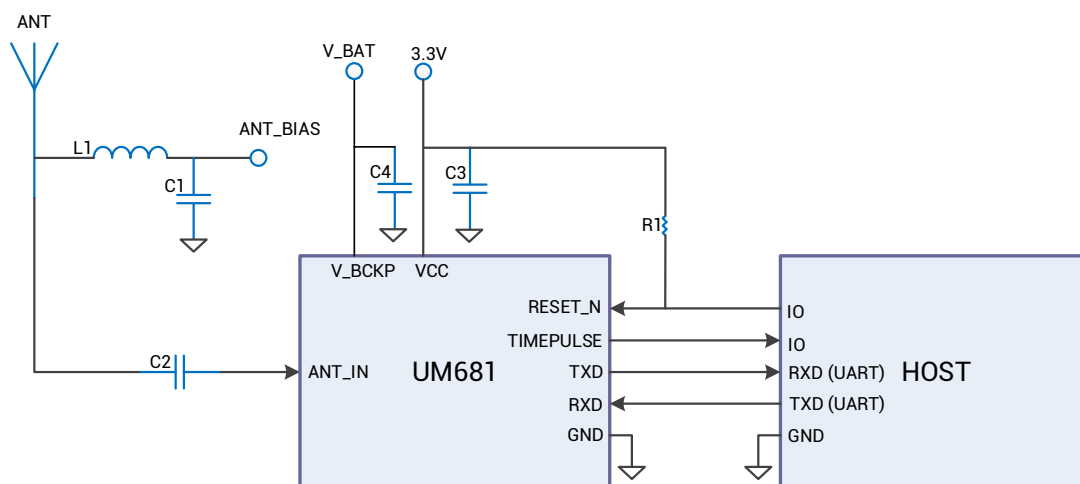 ANT
V_BAT
3.3V
ANT_BIAS
L1
C1
C4
C3
R1
V_BCKP
VCC
RESET_N
IO
TIMEPULSE
IO
C2
ANT_IN
UM681
TXD
RXD (UART)
HOST
RXD
TXD (UART)
GND
GND